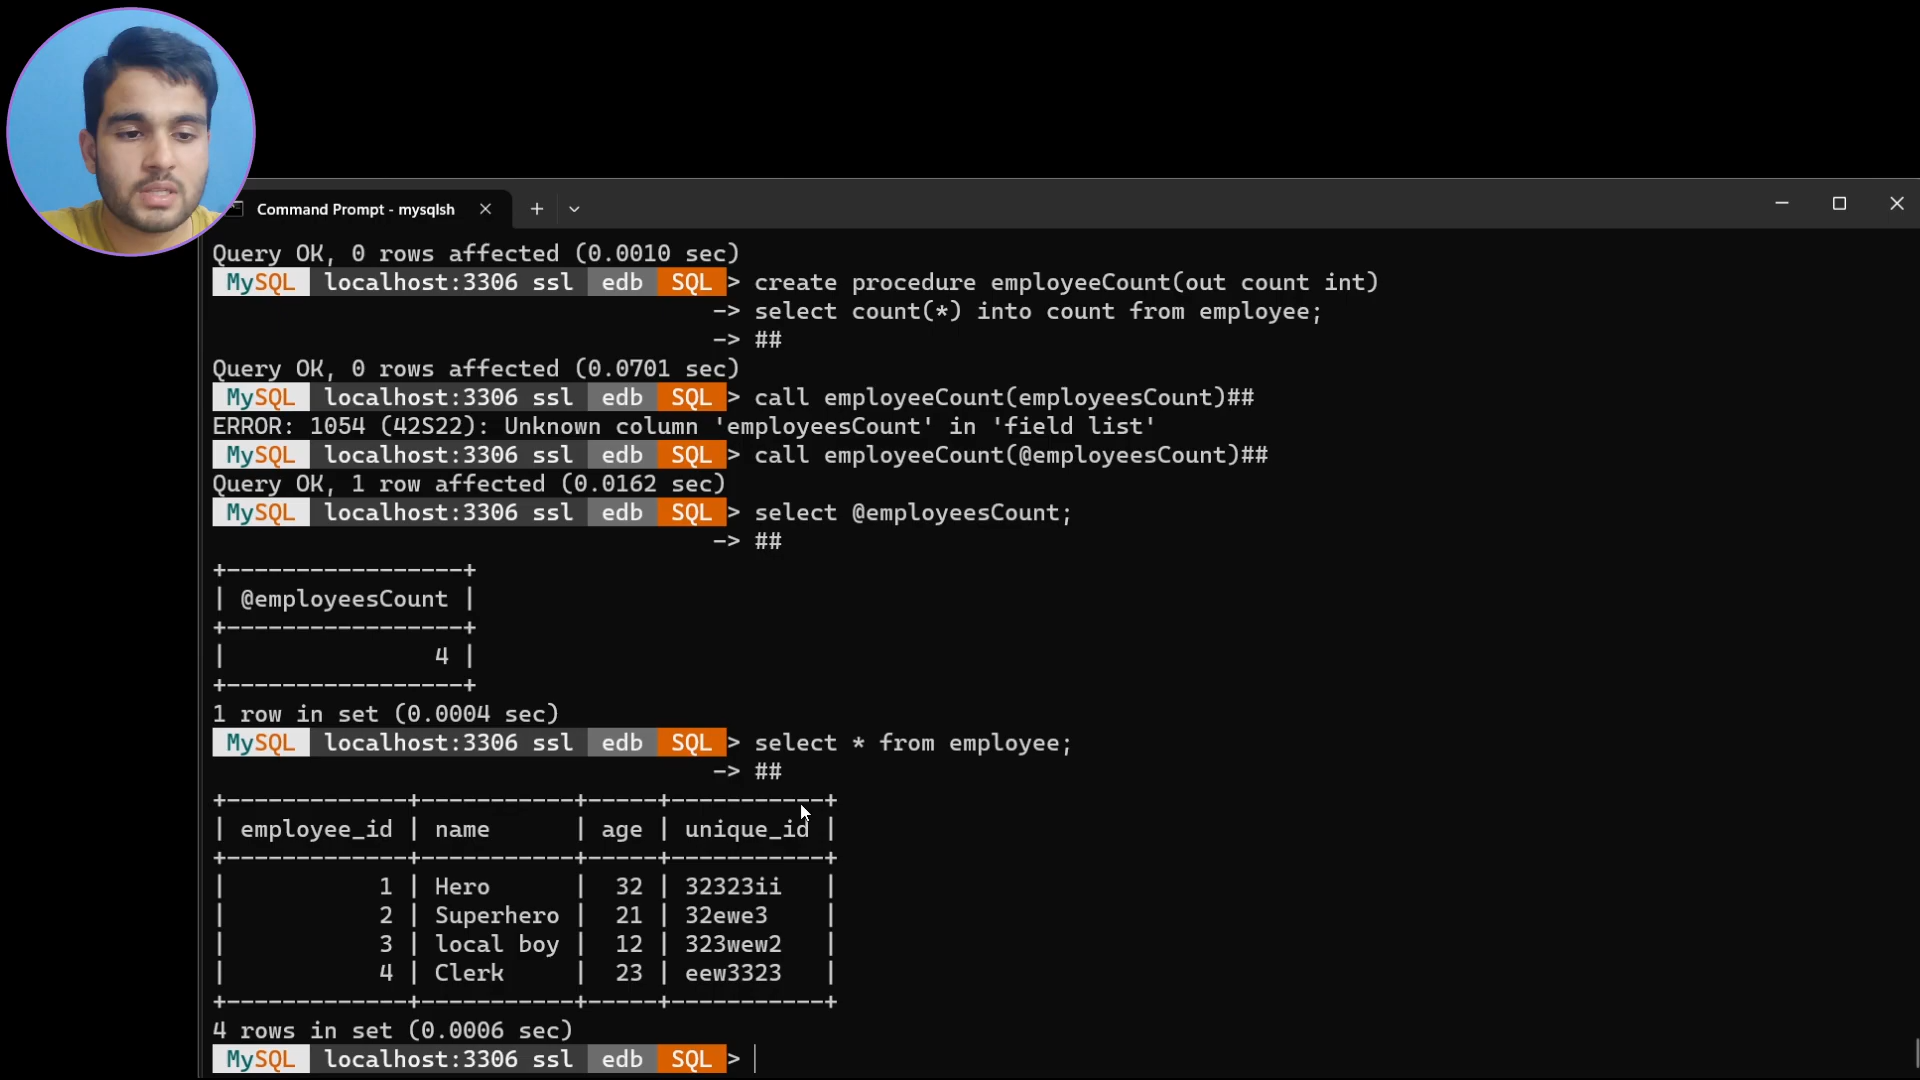 Command Prompt - mysqlsh
Query OK, 0 rows affected (0.0010 sec)
MySQL localhost:3306 ssl edb SQL > create procedure employeeCount(out count int)
-> select count(*) into count from employee;
-> ##
Query OK, 0 rows affected (0.0701 sec)
MySQL localhost:3306 ssl edb SQL > call employeeCount(employeesCount)##
ERROR: 1054 (42S22): Unknown column 'employeesCount' in 'field list'
MySQL localhost:3306 ssl edb SQL > call employeeCount(@employeesCount)##
Query OK, 1 row affected (0.0162 sec)
MySQL localhost:3306 ssl edb SQL > select @employeesCount;
-> ##
+-----------------+
| @employeesCount |
+-----------------+
|               4 |
+-----------------+
1 row in set (0.0004 sec)
MySQL localhost:3306 ssl edb SQL > select * from employee;
-> ##
+-------------+-----------+-----+-----------+
| employee_id | name      | age | unique_id |
+-------------+-----------+-----+-----------+
|           1 | Hero      |  32 | 32323ii   |
|           2 | Superhero |  21 | 32ewe3    |
|           3 | local boy |  12 | 323wew2   |
|           4 | Clerk     |  23 | eew3323   |
+-------------+-----------+-----+-----------+
4 rows in set (0.0006 sec)
MySQL localhost:3306 ssl edb SQL >